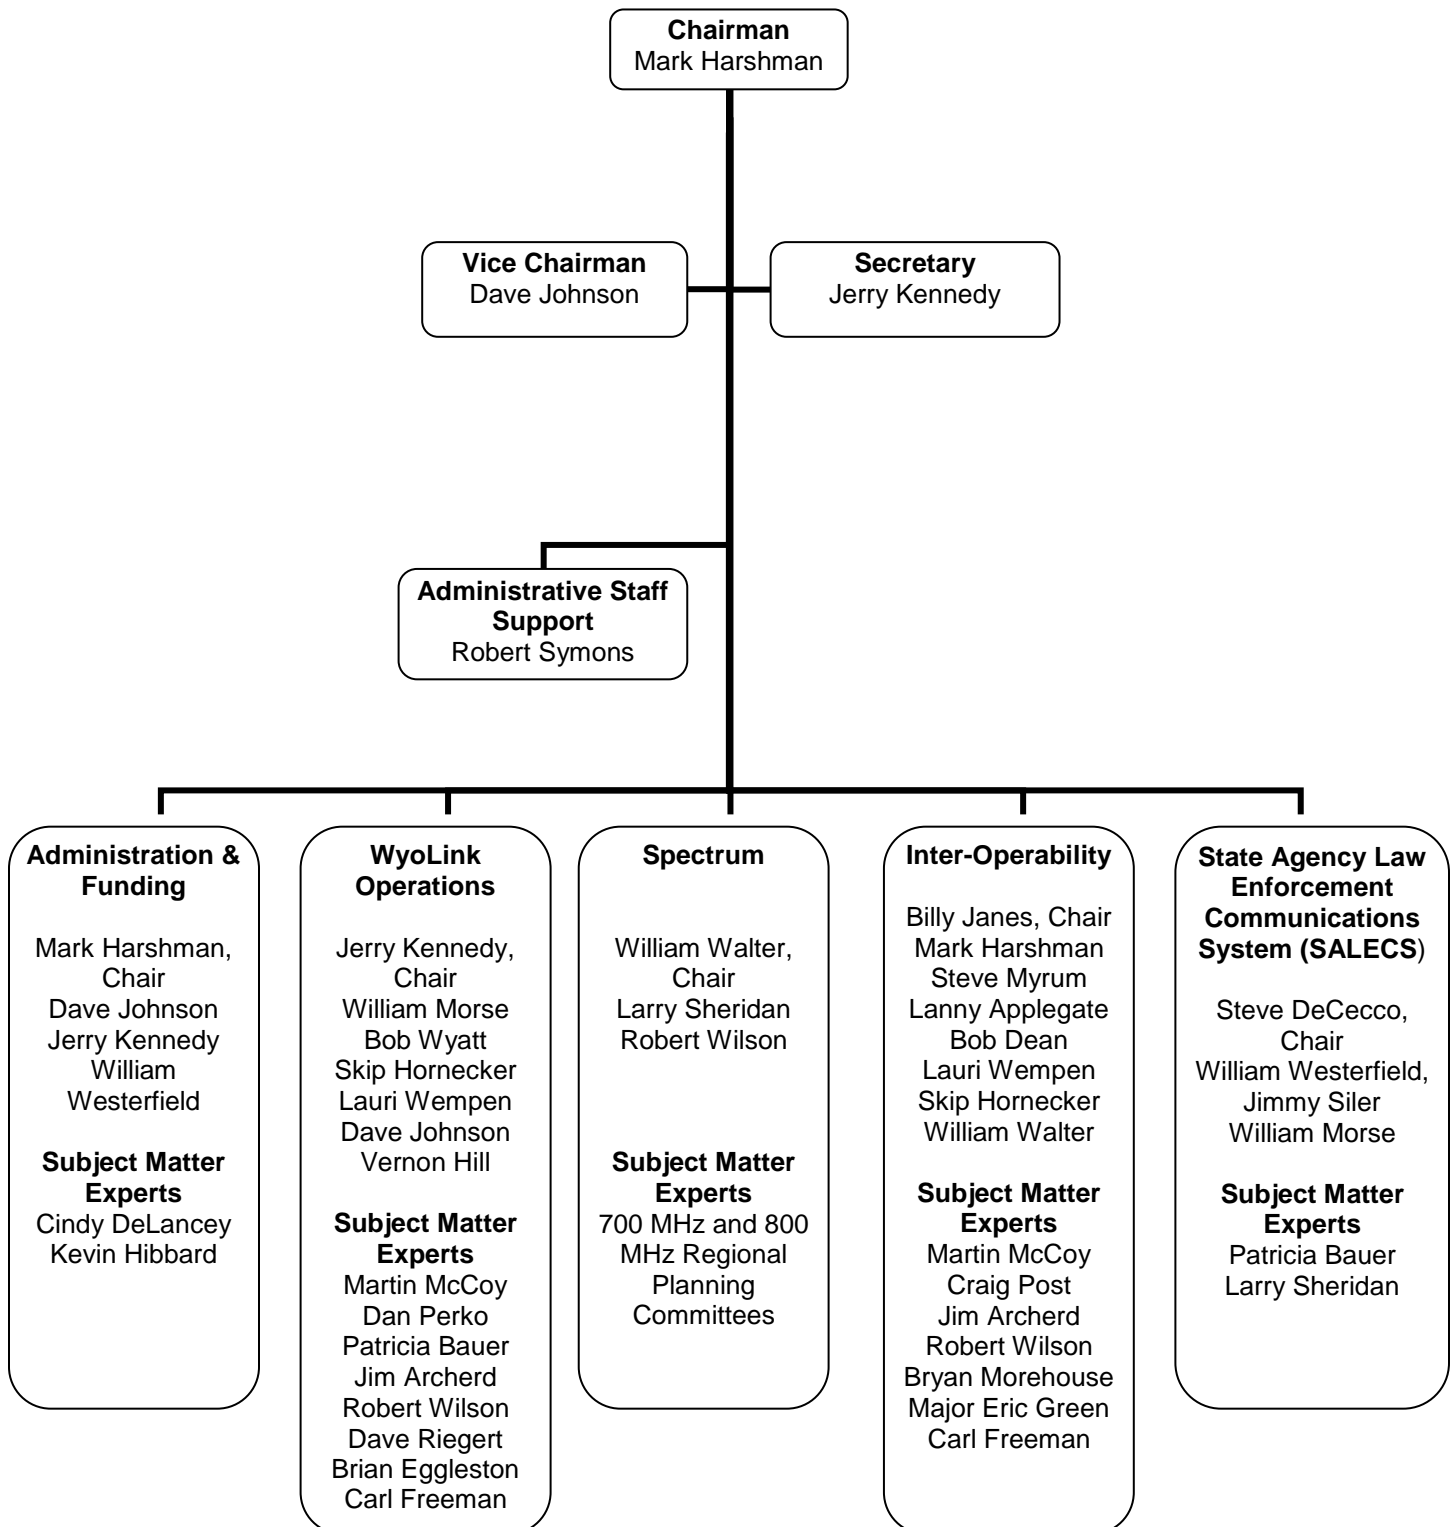 Chairman
Mark Harshman
Vice Chairman
Dave Johnson
Secretary
Jerry Kennedy
Administrative Staff
Support
Robert Symons
Administration &
Funding
Mark Harshman,
Chair
Dave Johnson
Jerry Kennedy
William
Westerfield
Subject Matter
Experts
Cindy DeLancey
Kevin Hibbard
WyoLink
Operations
Jerry Kennedy,
Chair
William Morse
Bob Wyatt
Skip Hornecker
Lauri Wempen
Dave Johnson
Vernon Hill
Subject Matter
Experts
Martin McCoy
Dan Perko
Patricia Bauer
Jim Archerd
Robert Wilson
Dave Riegert
Brian Eggleston
Carl Freeman
Spectrum
William Walter,
Chair
Larry Sheridan
Robert Wilson
Subject Matter
Experts
700 MHz and 800
MHz Regional
Planning
Committees
Inter-Operability
Billy Janes, Chair
Mark Harshman
Steve Myrum
Lanny Applegate
Bob Dean
Lauri Wempen
Skip Hornecker
William Walter
Subject Matter
Experts
Martin McCoy
Craig Post
Jim Archerd
Robert Wilson
Bryan Morehouse
Major Eric Green
Carl Freeman
State Agency Law
Enforcement
Communications
System (SALECS)
Steve DeCecco,
Chair
William Westerfield,
Jimmy Siler
William Morse
Subject Matter
Experts
Patricia Bauer
Larry Sheridan